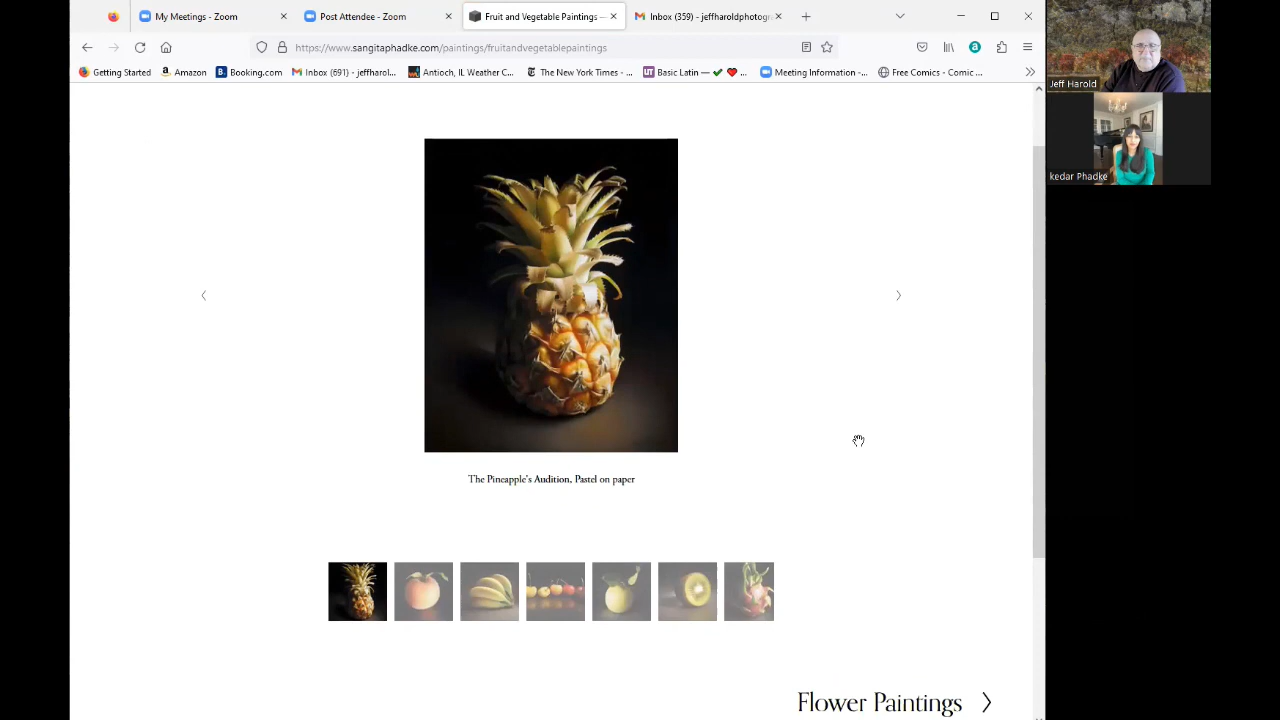 My Meetings - Zoom
Post Attendee - Zoom
Fruit and Vegetable Paintings —
Inbox (359) - jeffharoldphotogr
https://www.sangitaphadke.com/paintings/fruitandvegetablepaintings
Getting Started
Amazon
Booking.com
Inbox (691) - jeffharol...
Antioch, IL Weather C...
The New York Times - ...
Basic Latin — ✔ ❤ ...
Meeting Information -...
Free Comics - Comic ...
Jeff Harold
kedar Phadke
The Pineapple's Audition, Pastel on paper
Flower Paintings